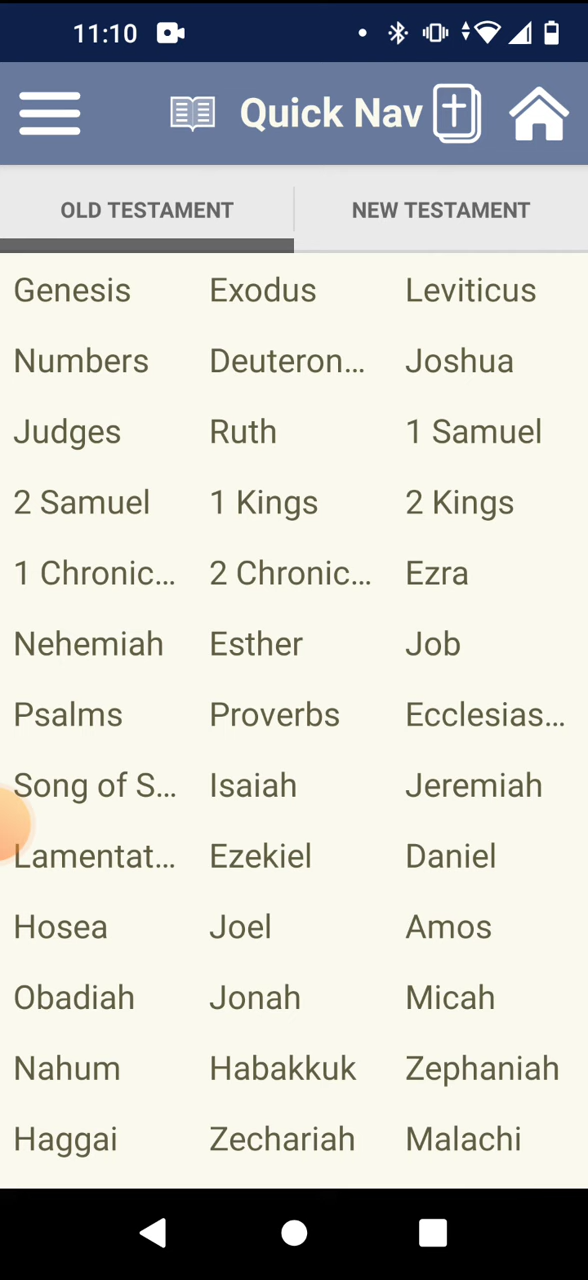 11:10
Quick Nav
OLD TESTAMENT NEW TESTAMENT
Genesis Exodus Leviticus
Numbers Deuteron... Joshua
Judges Ruth 1 Samuel
2 Samuel 1 Kings 2 Kings
1 Chronic... 2 Chronic... Ezra
Nehemiah Esther Job
Psalms Proverbs Ecclesias...
Song of S... Isaiah Jeremiah
Lamentat... Ezekiel Daniel
Hosea Joel Amos
Obadiah Jonah Micah
Nahum Habakkuk Zephaniah
Haggai Zechariah Malachi